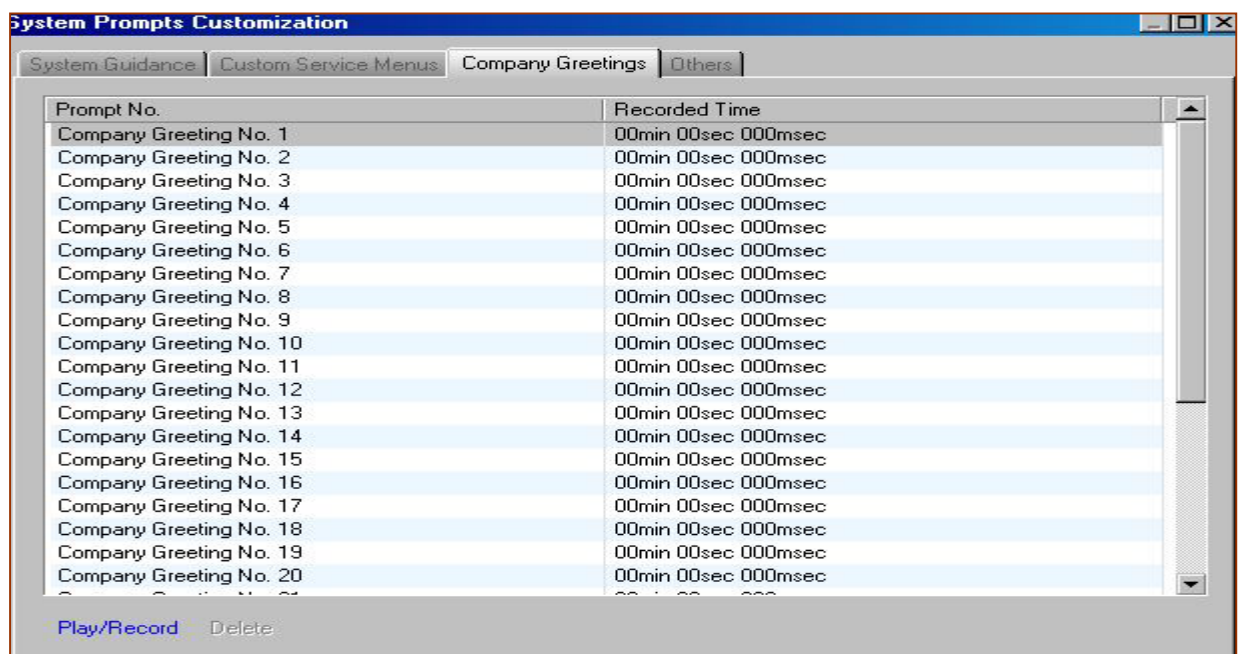 System Prompts Customization
System Guidance Custom Service Menus Company Greetings Others
Prompt No. Recorded Time
Company Greeting No. 1 00min 00sec 000msec
Company Greeting No. 2 00min 00sec 000msec
Company Greeting No. 3 00min 00sec 000msec
Company Greeting No. 4 00min 00sec 000msec
Company Greeting No. 5 00min 00sec 000msec
Company Greeting No. 6 00min 00sec 000msec
Company Greeting No. 7 00min 00sec 000msec
Company Greeting No. 8 00min 00sec 000msec
Company Greeting No. 9 00min 00sec 000msec
Company Greeting No. 10 00min 00sec 000msec
Company Greeting No. 11 00min 00sec 000msec
Company Greeting No. 12 00min 00sec 000msec
Company Greeting No. 13 00min 00sec 000msec
Company Greeting No. 14 00min 00sec 000msec
Company Greeting No. 15 00min 00sec 000msec
Company Greeting No. 16 00min 00sec 000msec
Company Greeting No. 17 00min 00sec 000msec
Company Greeting No. 18 00min 00sec 000msec
Company Greeting No. 19 00min 00sec 000msec
Company Greeting No. 20 00min 00sec 000msec
Play/Record Delete